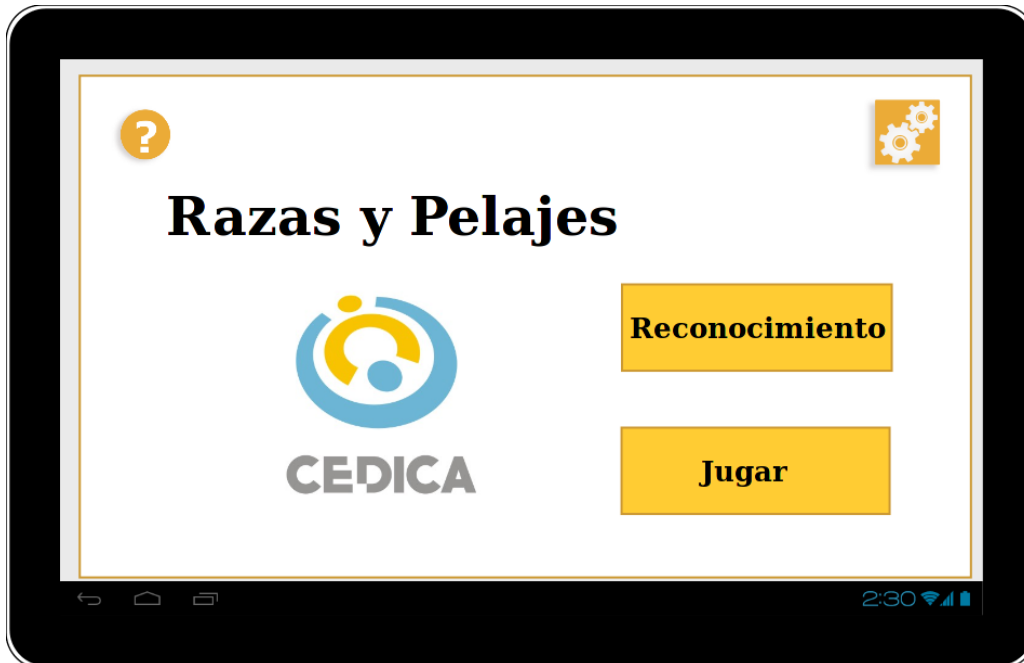 ?
Razas y Pelajes
Reconocimiento
CEDICA
Jugar
2:30